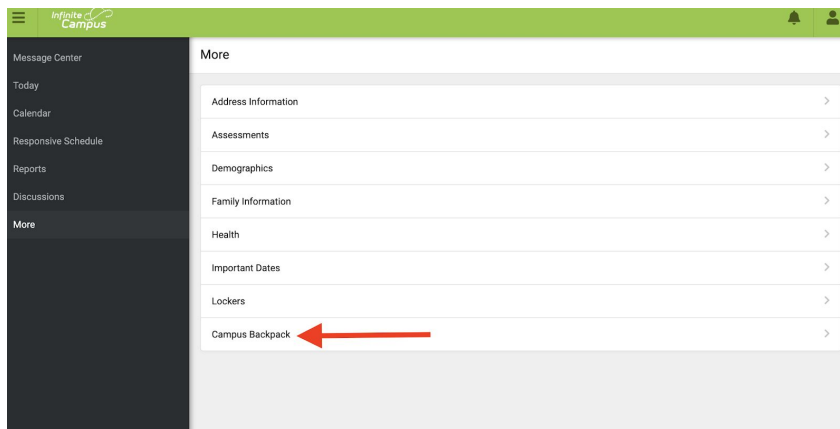 Infinite
Campus
Message Center
Today
Calendar
Responsive Schedule
Reports
Discussions
More
More
Address Information
Assessments
Demographics
Family Information
Health
Important Dates
Lockers
Campus Backpack